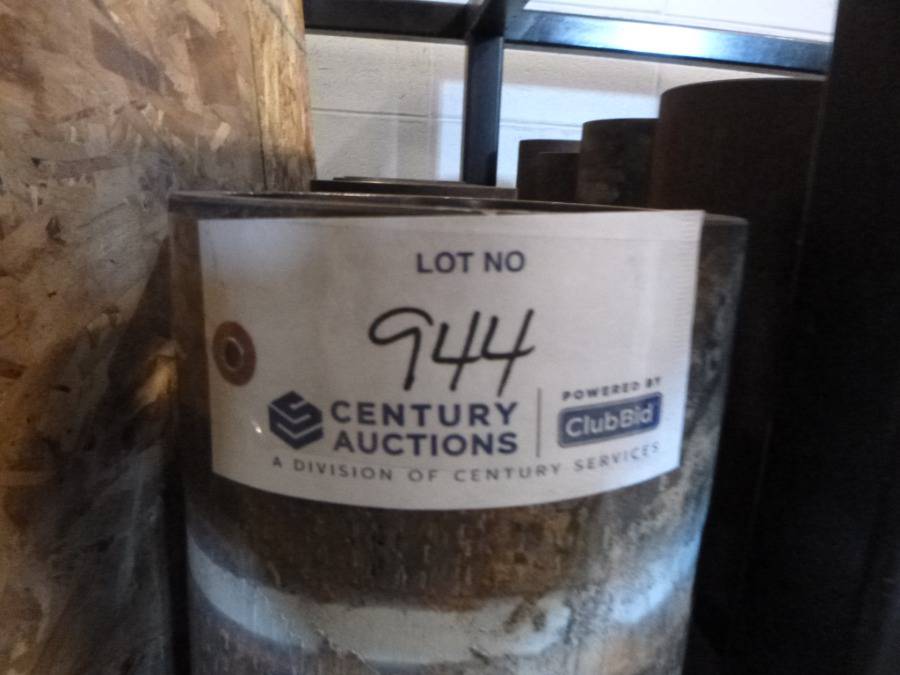 LOT NO
944
CENTURY
AUCTIONS
POWERED BY
ClubBid
A DIVISION OF CENTURY SERVICES